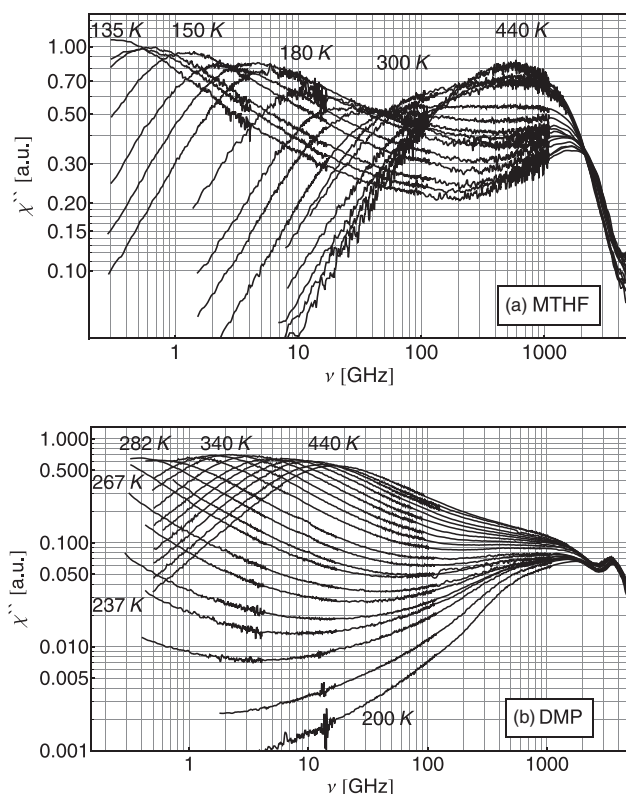 135 K 150 K
180 K
300 K
440 K
1.00
0.70
0.50
0.30
0.20
0.15
0.10
χ`` [a.u.]
(a) MTHF
1 10 100 1000
ν [GHz]
282 K 340 K 440 K
267 K
237 K
200 K
1.000
0.500
0.100
0.050
0.010
0.005
0.001
χ`` [a.u.]
(b) DMP
1 10 100 1000
ν [GHz]